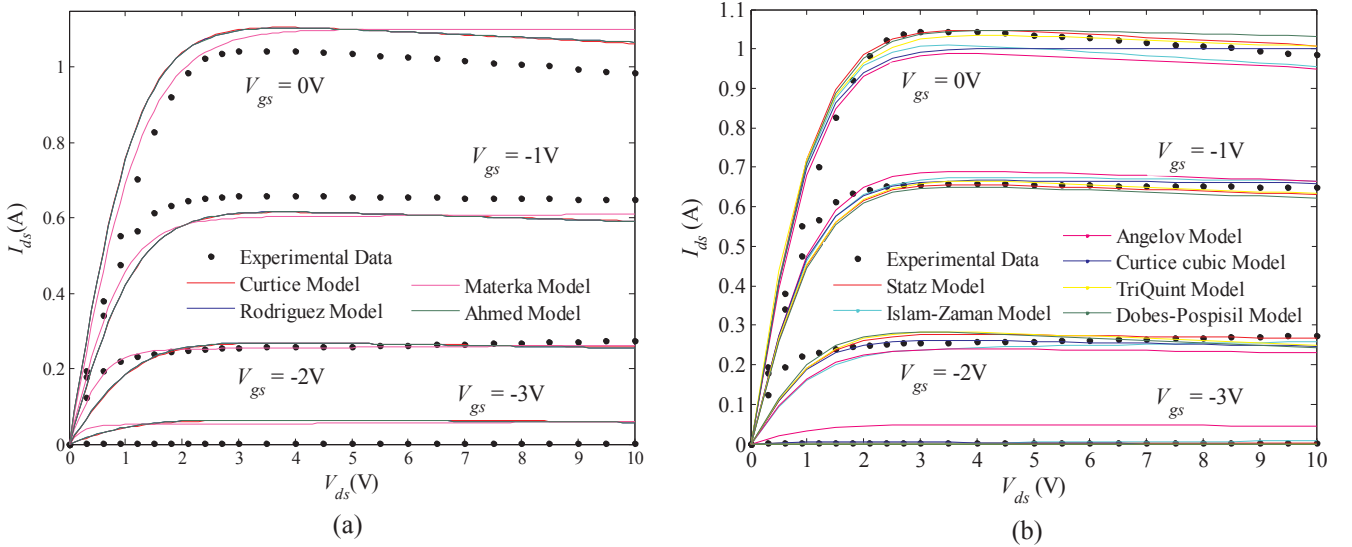 1
0.8
0.6
0.4
0.2
0
I_ds(A)
V_gs = 0V
V_gs = -1V
Experimental Data
Curtice Model
Rodriguez Model
Materka Model
Ahmed Model
V_gs = -2V
V_gs = -3V
0 1 2 3 4 5 6 7 8 9 10
V_ds(V)
(a)
1.1
1
0.9
0.8
0.7
0.6
0.5
0.4
0.3
0.2
0.1
0
I_ds(A)
V_gs = 0V
V_gs = -1V
Experimental Data
Statz Model
Islam-Zaman Model
Angelov Model
Curtice cubic Model
TriQuint Model
Dobes-Pospisil Model
V_gs = -2V
V_gs = -3V
0 1 2 3 4 5 6 7 8 9 10
V_ds (V)
(b)